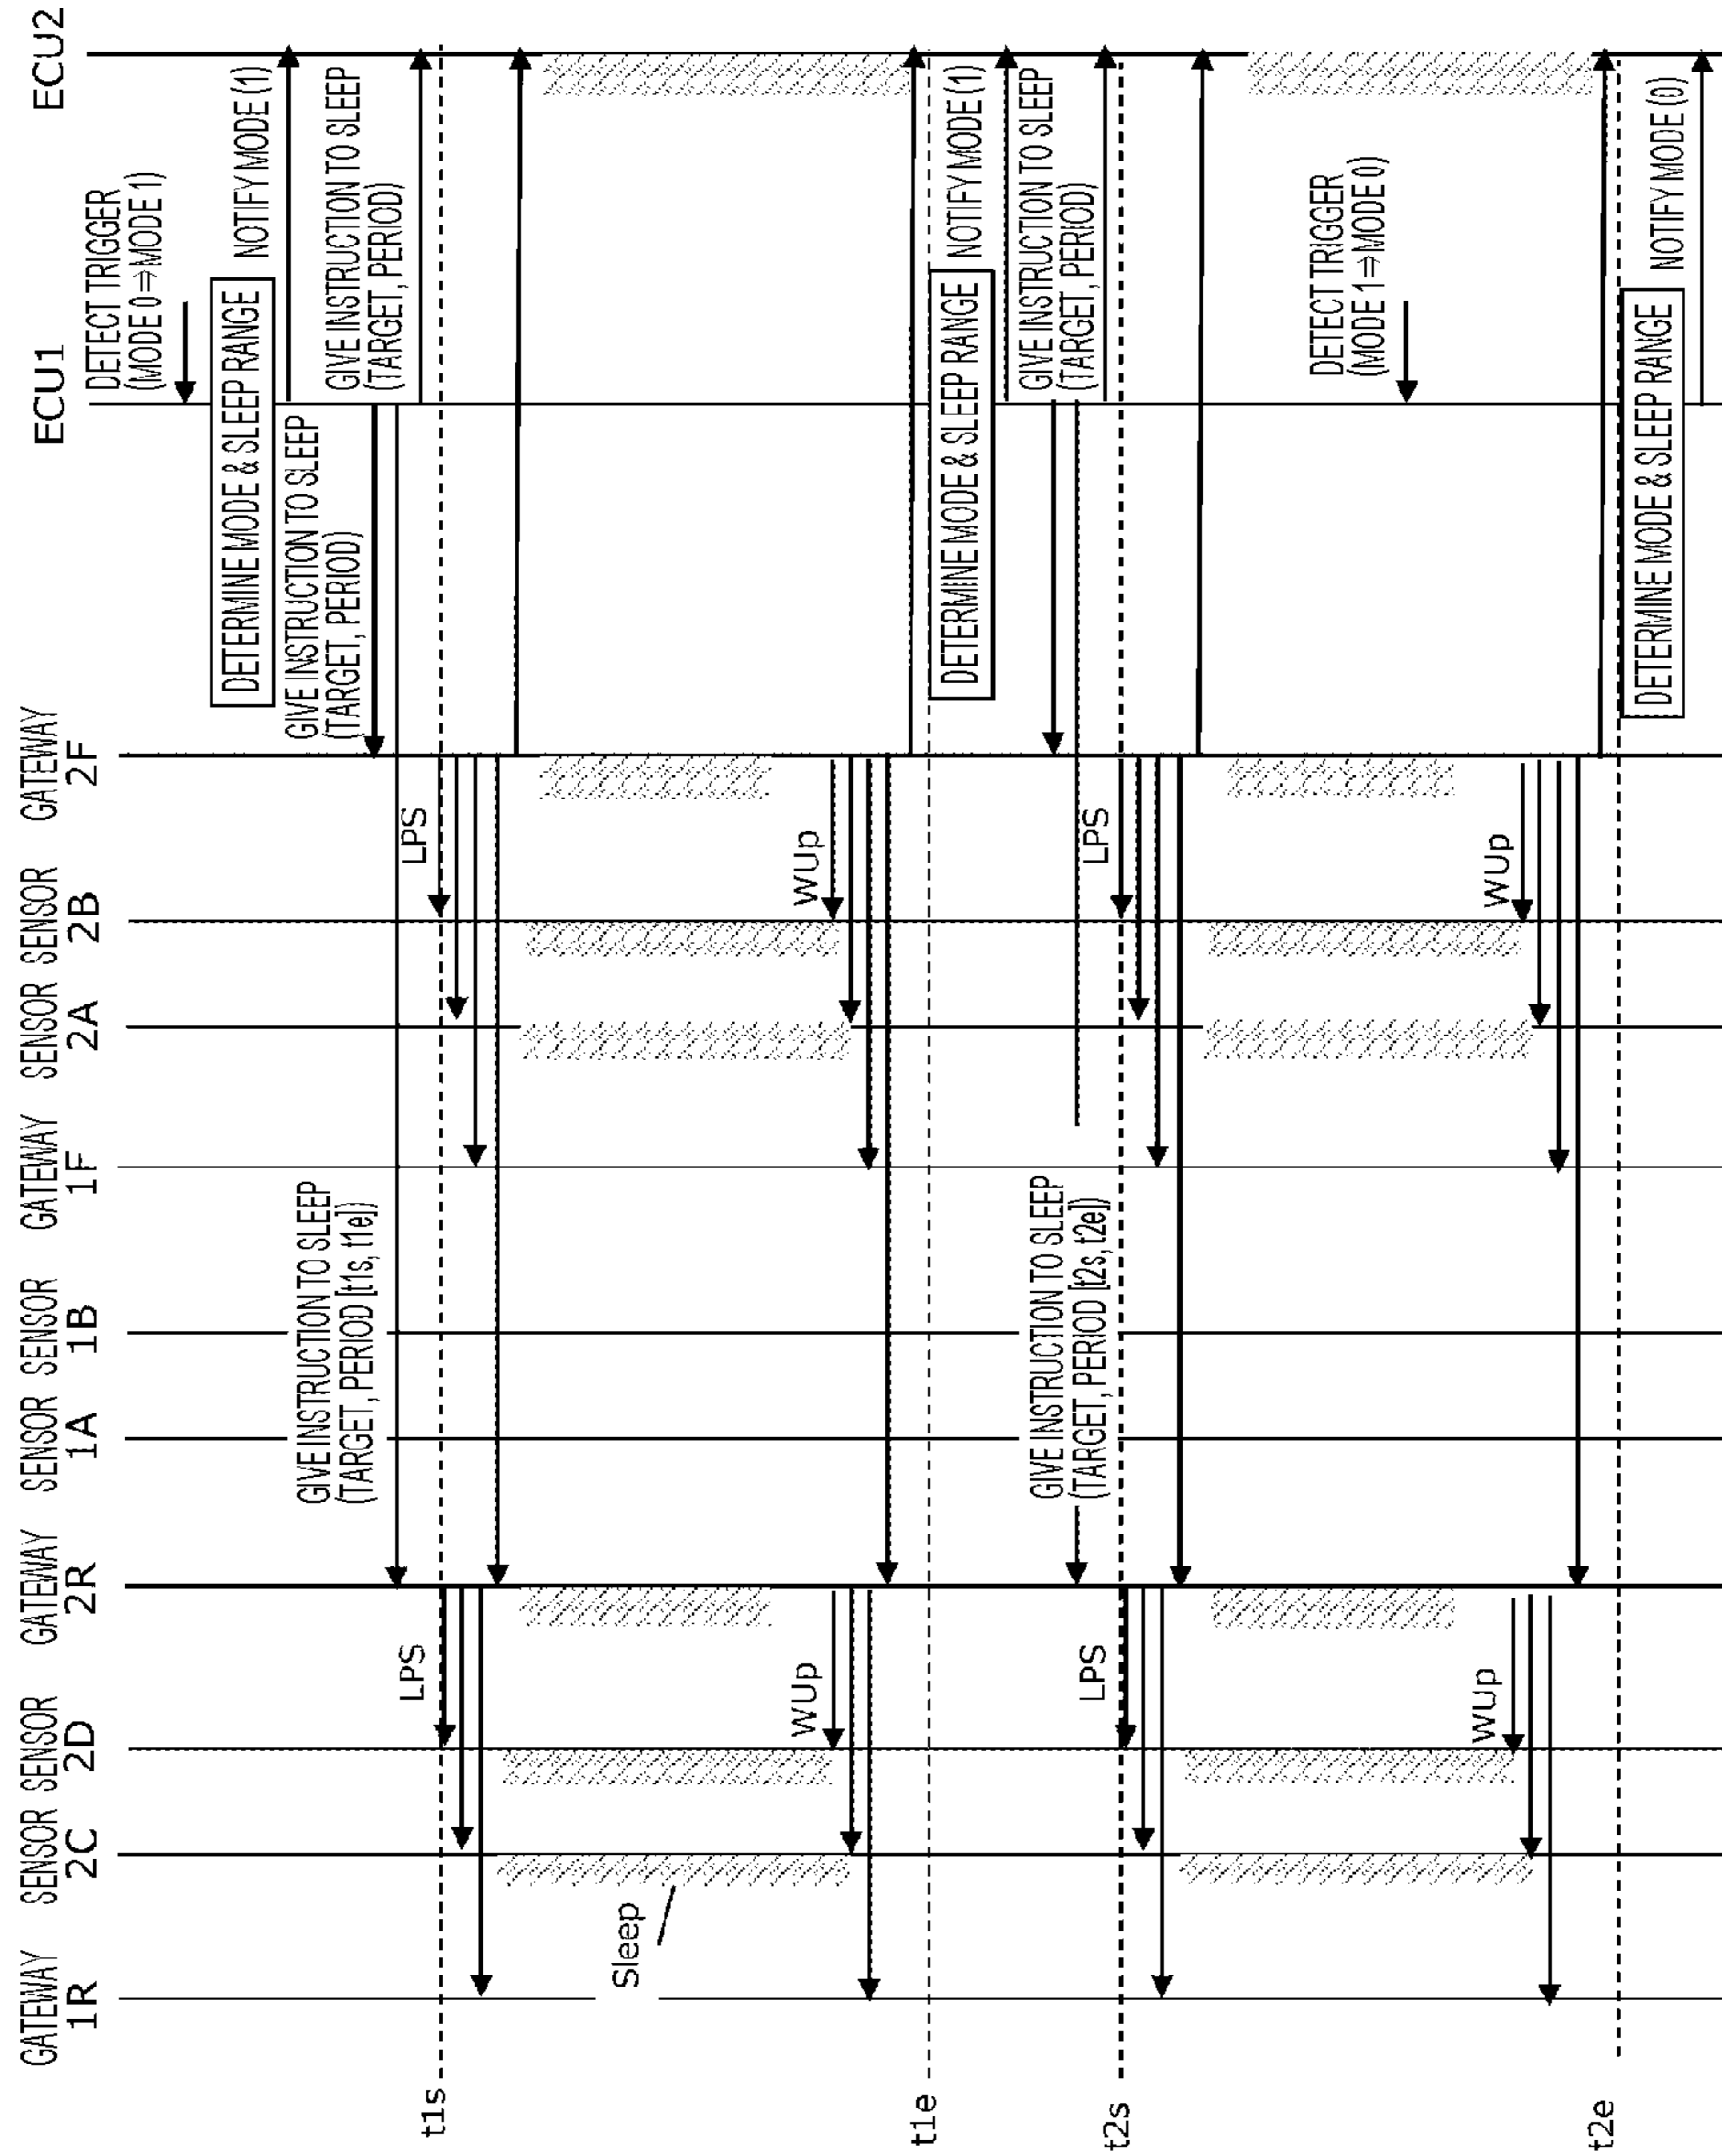 GATEWAY
1R
SENSOR
2C
SENSOR
2D
GATEWAY
2R
SENSOR
1A
SENSOR
1B
GATEWAY
1F
SENSOR
2A
SENSOR
2B
GATEWAY
2F
ECU1
ECU2
DETECT TRIGGER
(MODE 0⇒MODE 1)
DETERMINE MODE & SLEEP RANGE
NOTIFY MODE (1)
GIVE INSTRUCTION TO SLEEP
(TARGET, PERIOD [t1s, t1e])
GIVE INSTRUCTION TO SLEEP
(TARGET, PERIOD)
GIVE INSTRUCTION TO SLEEP
(TARGET, PERIOD)
t1s
LPS
LPS
Sleep
WUp
WUp
t1e
DETERMINE MODE & SLEEP RANGE
NOTIFY MODE (1)
GIVE INSTRUCTION TO SLEEP
(TARGET, PERIOD [t2s, t2e])
GIVE INSTRUCTION TO SLEEP
(TARGET, PERIOD)
t2s
LPS
LPS
DETECT TRIGGER
(MODE 1⇒MODE 0)
WUp
WUp
t2e
DETERMINE MODE & SLEEP RANGE
NOTIFY MODE (0)